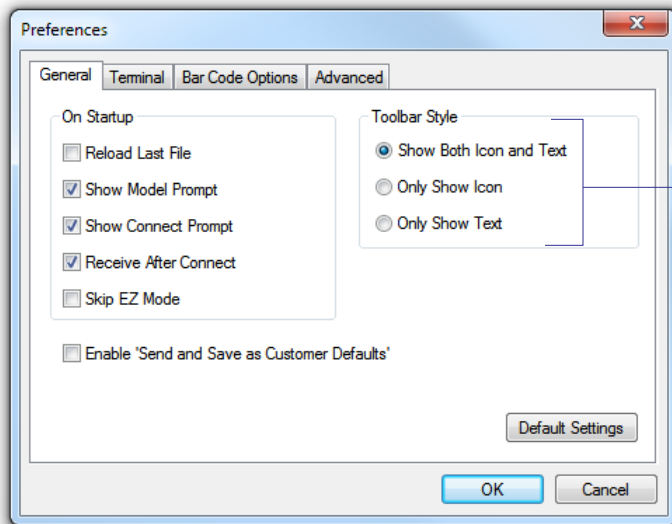 Preferences
General
Terminal
Bar Code Options
Advanced
On Startup
Reload Last File
Show Model Prompt
Show Connect Prompt
Receive After Connect
Skip EZ Mode
Toolbar Style
Show Both Icon and Text
Only Show Icon
Only Show Text
Enable 'Send and Save as Customer Defaults'
Default Settings
OK
Cancel